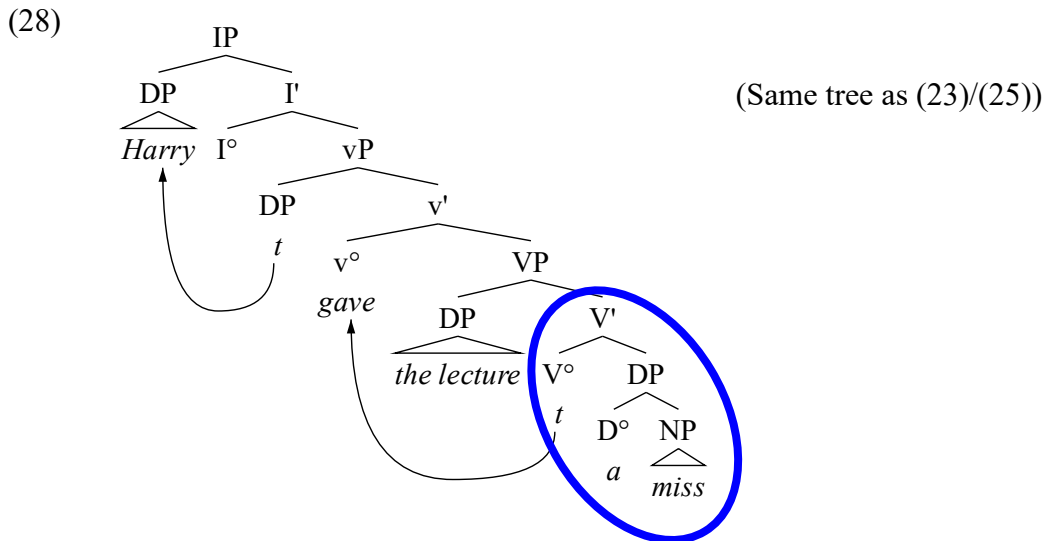 (28)
IP
DP I'
(Same tree as (23)/(25))
Harry I° vP
DP v'
t v° VP
gave DP V'
the lecture V° DP
t D° NP
a miss